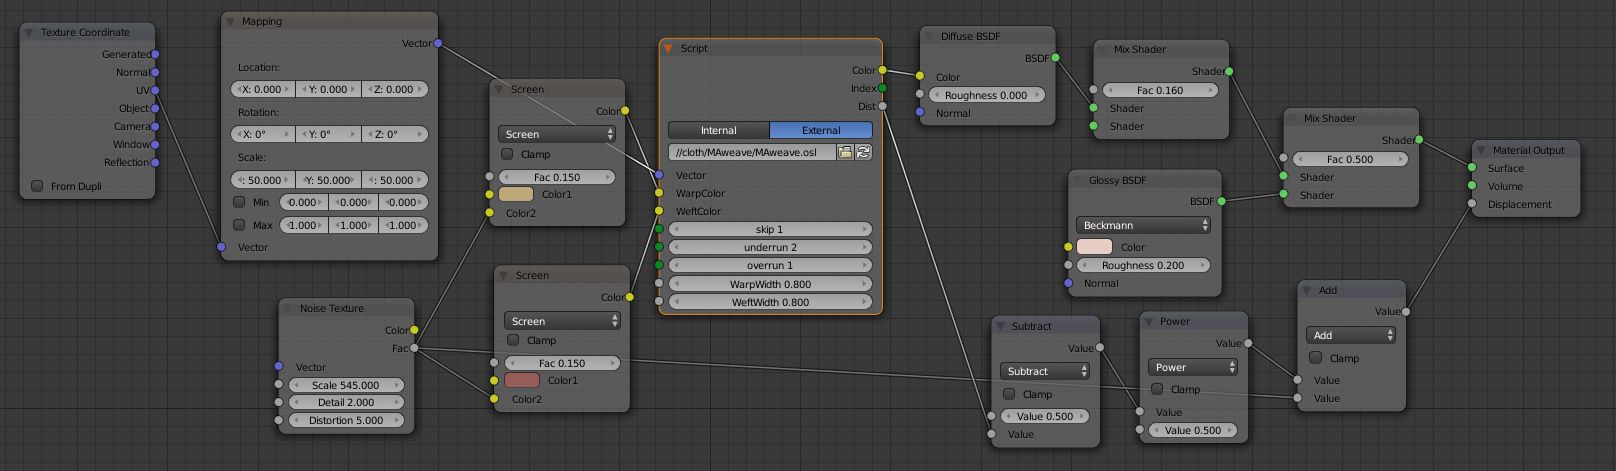 Texture Coordinate
Generated
Normal
UV
Object
Camera
Window
Reflection
From Dupli
Mapping
Vector
Location:
X: 0.000 Y: 0.000 Z: 0.000
Rotation:
X: 0° Y: 0° Z: 0°
Scale:
: 50.000 Y: 50.000 : 50.000
Min 0.000 0.000 0.000
Max 1.000 1.000 1.000
Vector
Noise Texture
Color
Fac
Vector
Scale 545.000
Detail 2.000
Distortion 5.000
Screen
Color
Screen
Clamp
Fac 0.150
Color1
Color2
Screen
Color
Screen
Clamp
Fac 0.150
Color1
Color2
Script
Color
Index
Dist
Internal External
//cloth/MAweave/MAweave.osl
Vector
WarpColor
WeftColor
skip 1
underrun 2
overrun 1
WarpWidth 0.800
WeftWidth 0.800
Diffuse BSDF
BSDF
Color
Roughness 0.000
Normal
Mix Shader
Shader
Fac 0.160
Shader
Shader
Glossy BSDF
BSDF
Beckmann
Color
Roughness 0.200
Normal
Mix Shader
Shader
Fac 0.500
Shader
Shader
Material Output
Surface
Volume
Displacement
Subtract
Value
Subtract
Clamp
Value 0.500
Value
Power
Value
Power
Clamp
Value
Value 0.500
Add
Value
Add
Clamp
Value
Value